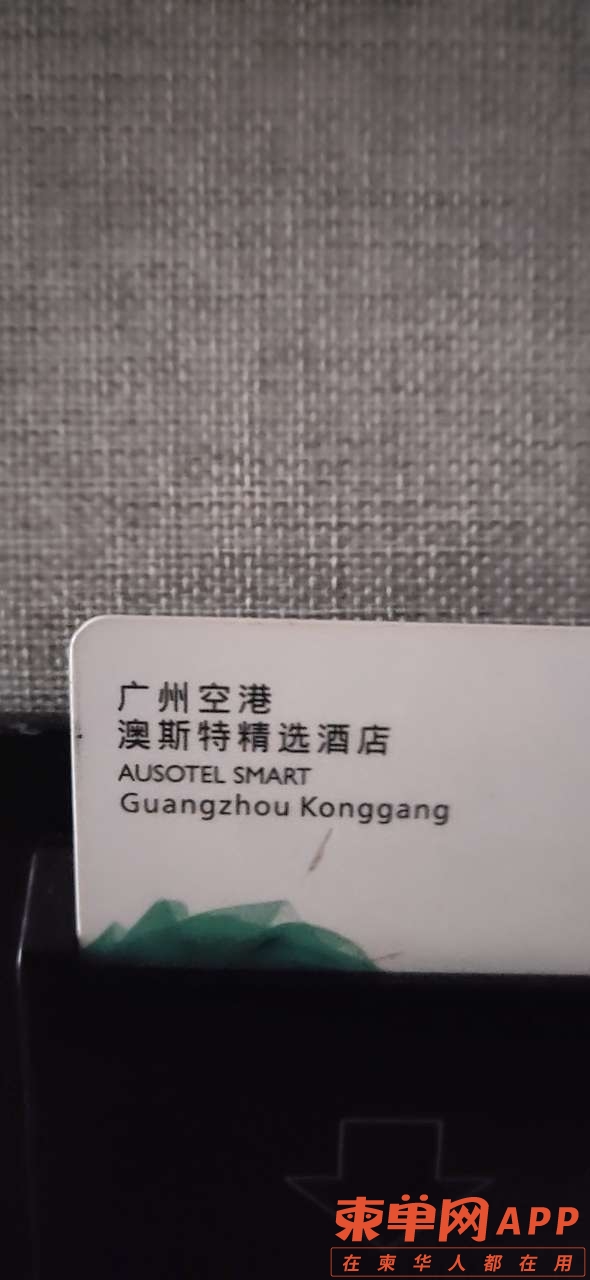 广州空港
澳斯特精选酒店
AUSOTEL SMART
Guangzhou Konggang
柬单网APP
在柬华人都在用